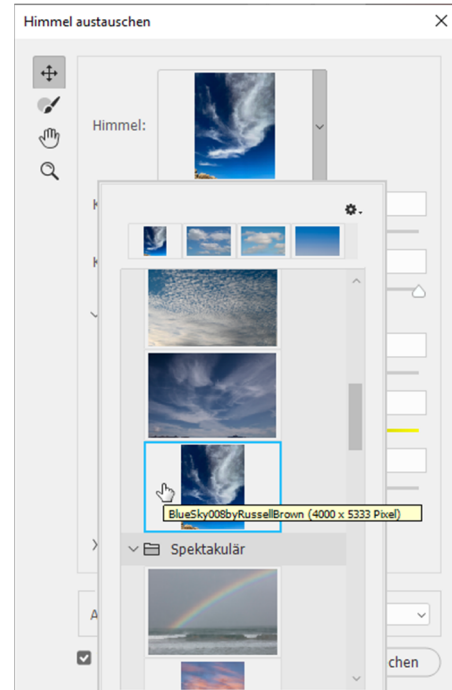 Himmel austauschen
Himmel:
K
K
BlueSky008byRussellBrown (4000 x 5333 Pixel)
Spektakulär
A
chen